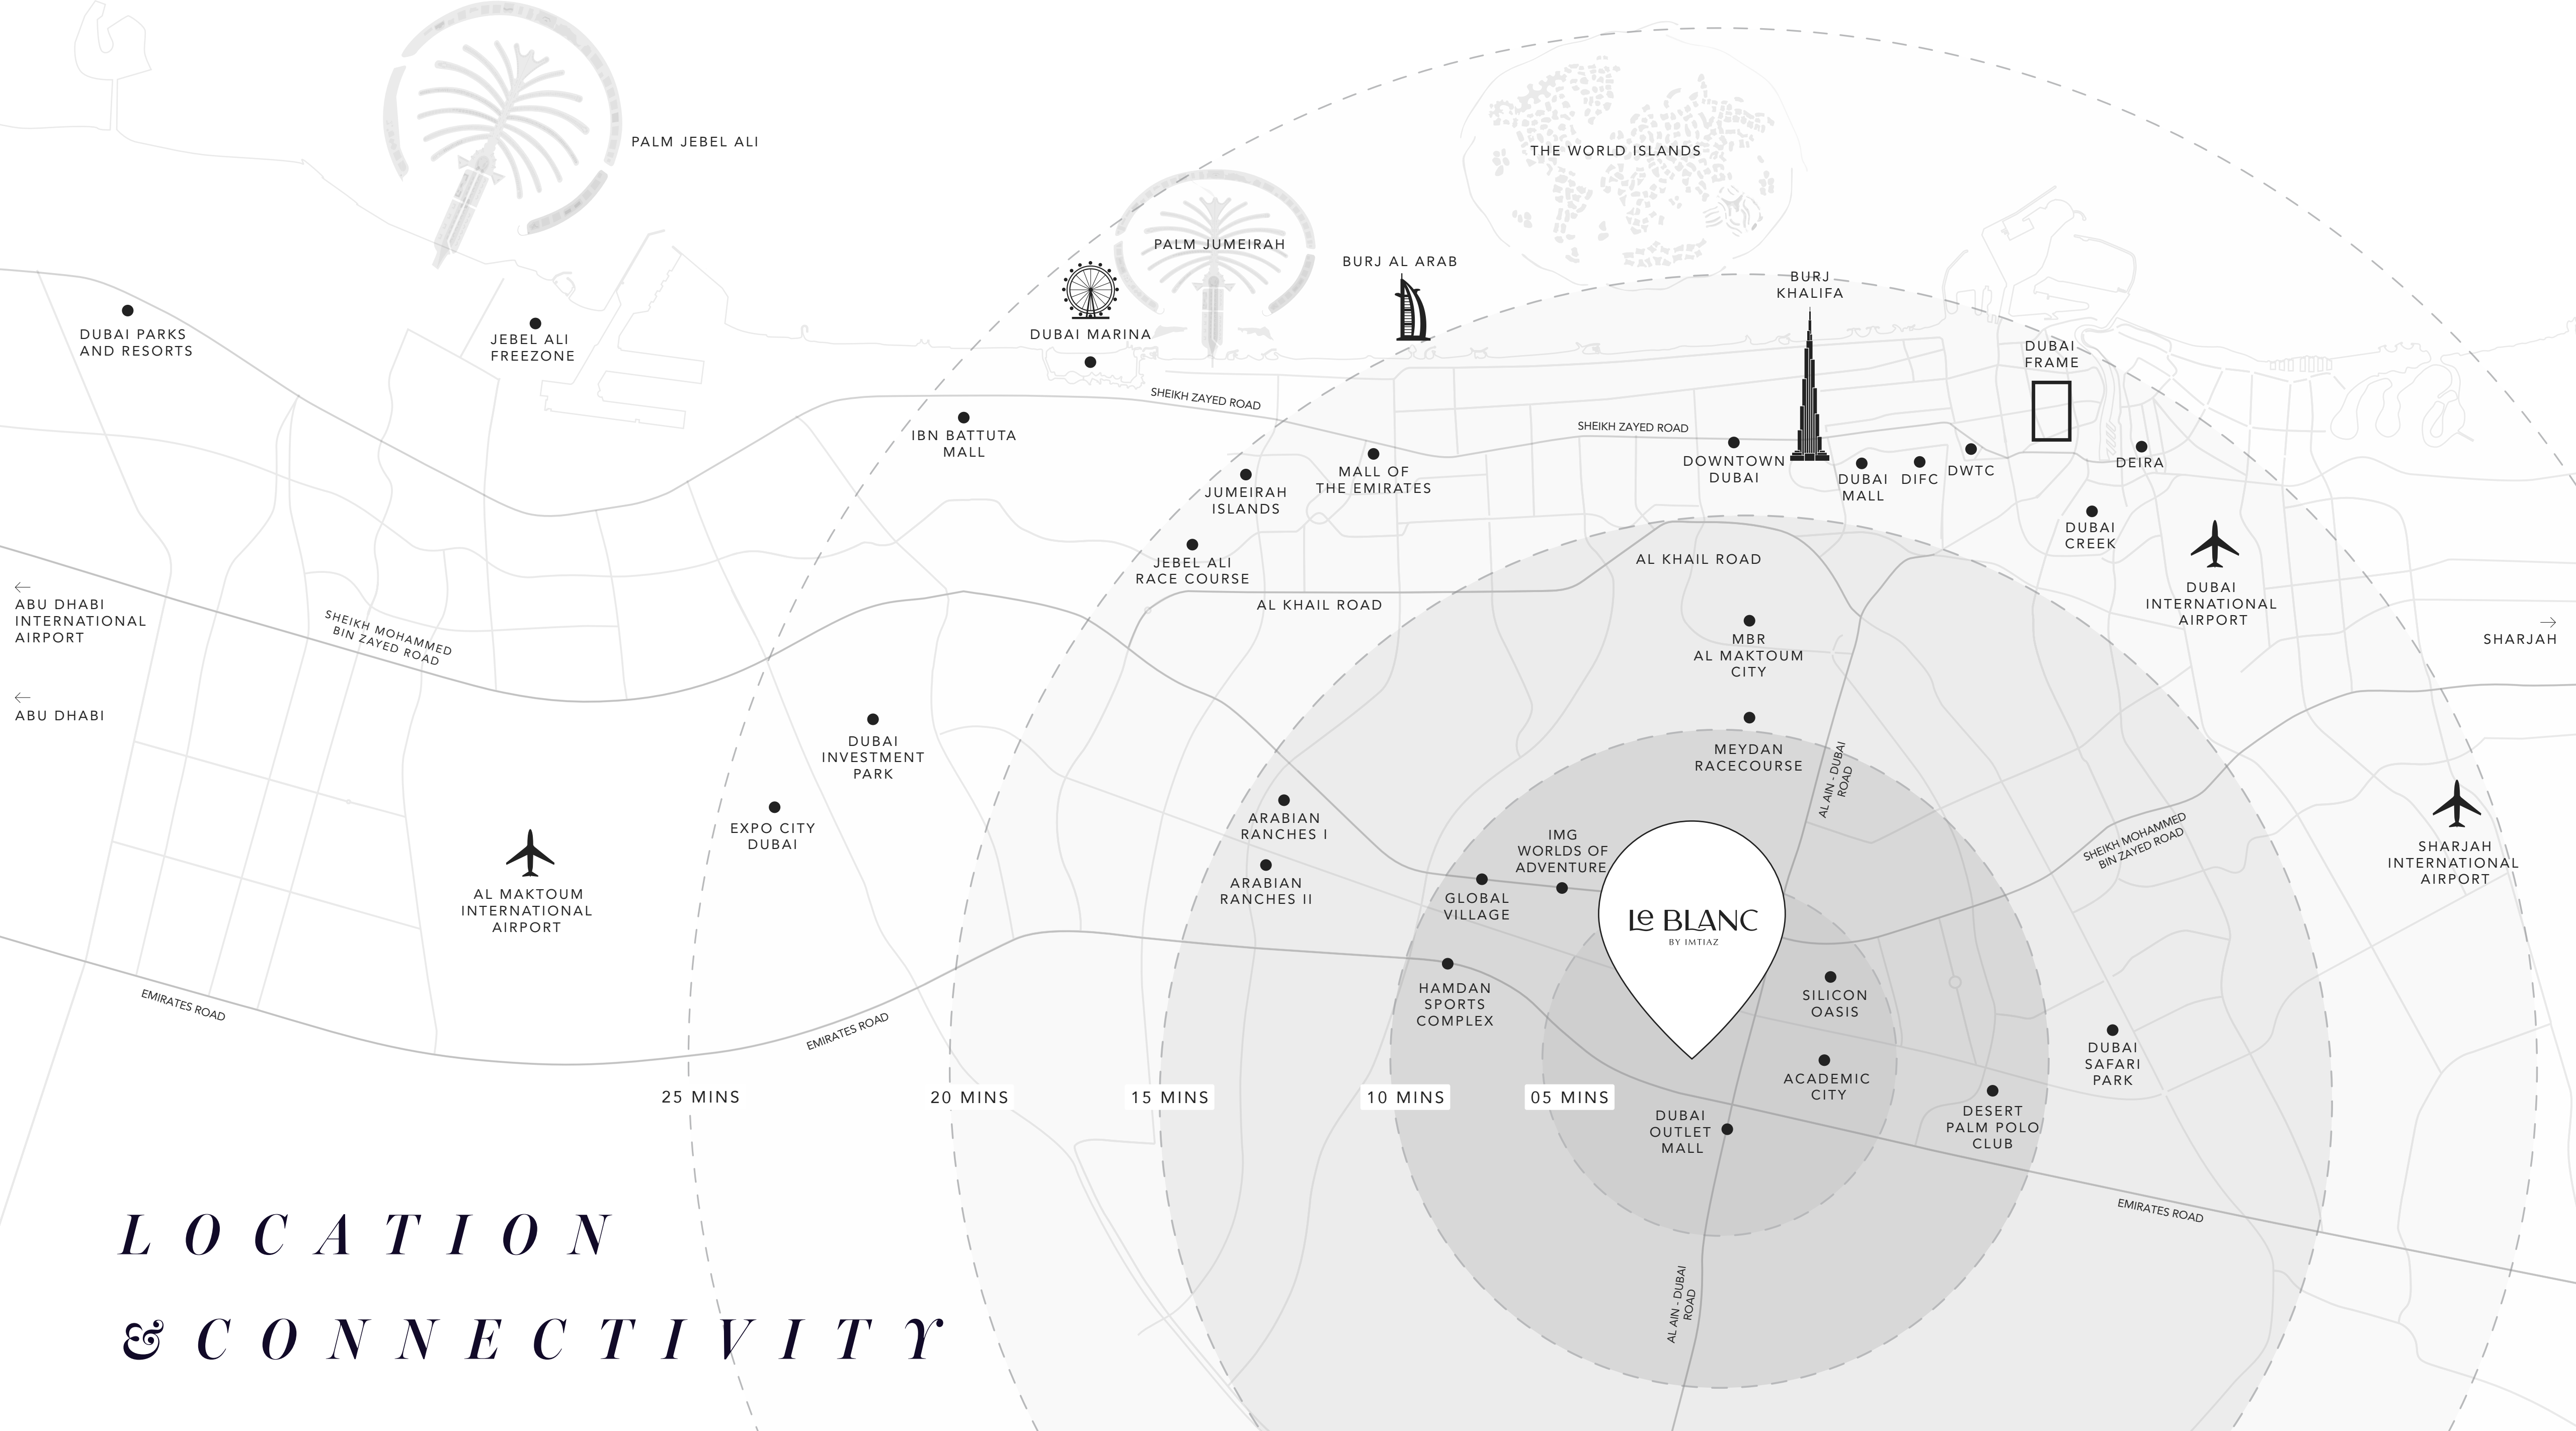 PALM JEBEL ALI
THE WORLD ISLANDS
PALM JUMEIRAH
BURJ AL ARAB
BURJ
KHALIFA
DUBAI PARKS
AND RESORTS
JEBEL ALI
FREEZONE
DUBAI MARINA
DUBAI
FRAME
SHEIKH ZAYED ROAD
SHEIKH ZAYED ROAD
IBN BATTUTA
MALL
JUMEIRAH
ISLANDS
MALL OF
THE EMIRATES
DOWNTOWN
DUBAI
DUBAI
MALL
DIFC
DWTC
DEIRA
DUBAI
CREEK
JEBEL ALI
RACE COURSE
AL KHAIL ROAD
AL KHAIL ROAD
ABU DHABI
INTERNATIONAL
AIRPORT
SHEIKH MOHAMMED
BIN ZAYED ROAD
DUBAI
INTERNATIONAL
AIRPORT
SHARJAH
MBR
AL MAKTOUM
CITY
ABU DHABI
DUBAI
INVESTMENT
PARK
MEYDAN
RACECOURSE
AL AIN - DUBAI
ROAD
EXPO CITY
DUBAI
ARABIAN
RANCHES I
ARABIAN
RANCHES II
IMG
WORLDS OF
ADVENTURE
GLOBAL
VILLAGE
SHEIKH MOHAMMED
BIN ZAYED ROAD
SHARJAH
INTERNATIONAL
AIRPORT
AL MAKTOUM
INTERNATIONAL
AIRPORT
Le BLANC
BY IMTIAZ
HAMDAN
SPORTS
COMPLEX
SILICON
OASIS
EMIRATES ROAD
EMIRATES ROAD
DUBAI
SAFARI
PARK
ACADEMIC
CITY
25 MINS
20 MINS
15 MINS
10 MINS
05 MINS
DUBAI
OUTLET
MALL
DESERT
PALM POLO
CLUB
EMIRATES ROAD
AL AIN - DUBAI
ROAD
LOCATION
& CONNECTIVITY